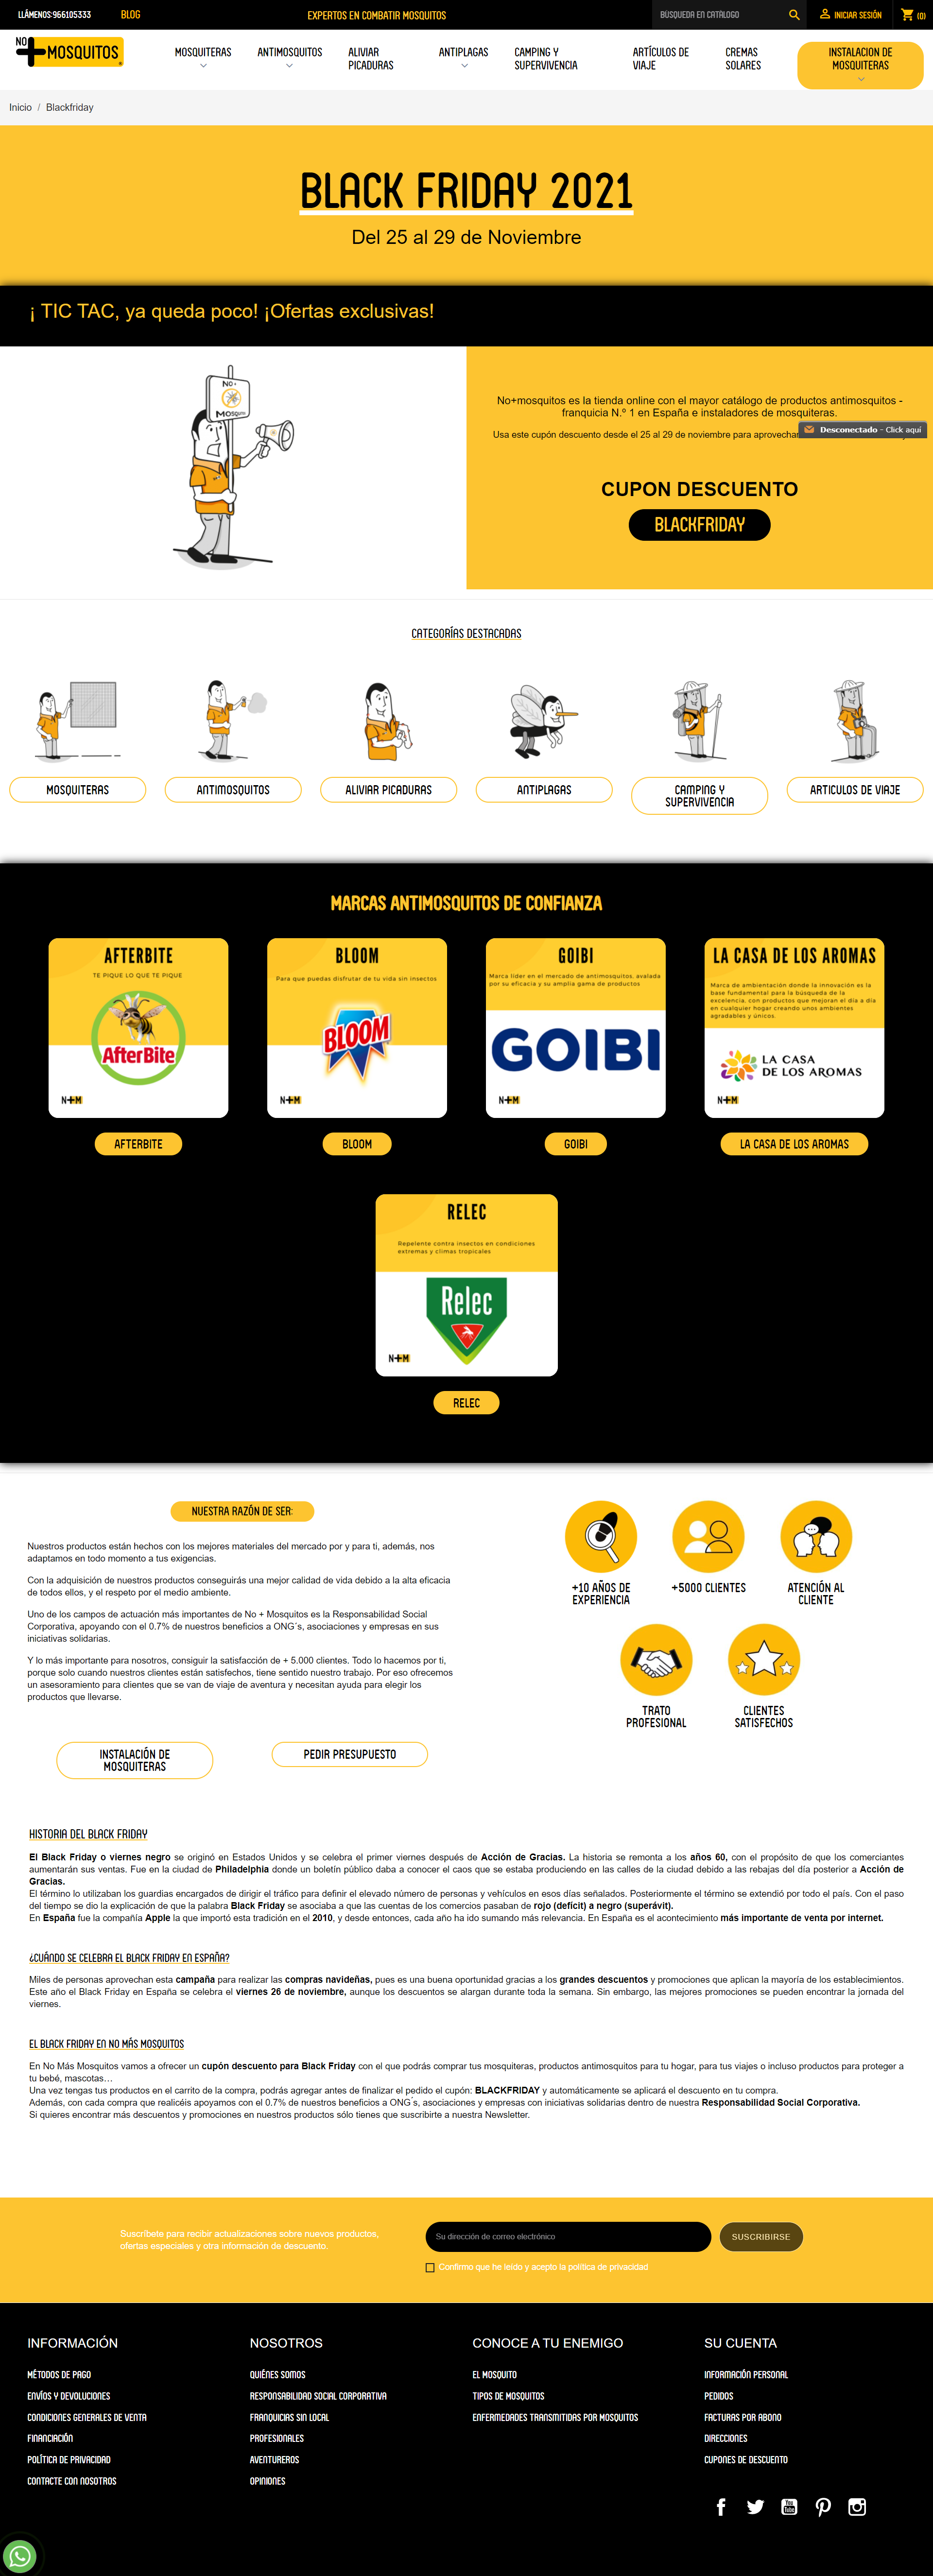 LLÁMENOS:966105333
BLOG
EXPERTOS EN COMBATIR MOSQUITOS
BÚSQUEDA EN CATÁLOGO
INICIAR SESIÓN
(0)
NO
MOSQUITOS
MOSQUITERAS
ANTIMOSQUITOS
ALIVIAR
PICADURAS
ANTIPLAGAS
CAMPING Y
SUPERVIVENCIA
ARTÍCULOS DE
VIAJE
CREMAS
SOLARES
INSTALACION DE
MOSQUITERAS
Inicio / Blackfriday
BLACK FRIDAY 2021
Del 25 al 29 de Noviembre
¡ TIC TAC, ya queda poco! ¡Ofertas exclusivas!
NO+
MOSQUITOS
No+mosquitos es la tienda online con el mayor catálogo de productos antimosquitos -
franquicia N.º 1 en España e instaladores de mosquiteras.
Usa este cupón descuento desde el 25 al 29 de noviembre para aprovechar
Desconectado - Click aquí
CUPON DESCUENTO
BLACKFRIDAY
CATEGORÍAS DESTACADAS
MOSQUITERAS
ANTIMOSQUITOS
ALIVIAR PICADURAS
ANTIPLAGAS
CAMPING Y
SUPERVIVENCIA
ARTICULOS DE VIAJE
MARCAS ANTIMOSQUITOS DE CONFIANZA
AFTERBITE
TE PIQUE LO QUE TE PIQUE
AfterBite
N+M
AFTERBITE
BLOOM
Para que puedas disfrutar de tu vida sin insectos
BLOOM
N+M
BLOOM
GOIBI
Marca líder en el mercado de antimosquitos, avalada
por su eficacia y su amplia gama de productos
GOIBI
N+M
GOIBI
LA CASA DE LOS AROMAS
Marca de ambientación donde la innovación es la
base fundamental para la búsqueda de la
excelencia, con productos que mejoran el día a día
en cualquier hogar creando unos ambientes
agradables y únicos.
LA CASA
DE LOS AROMAS
N+M
LA CASA DE LOS AROMAS
RELEC
Repelente contra insectos en condiciones
extremas y climas tropicales
Relec
N+M
RELEC
NUESTRA RAZÓN DE SER:
Nuestros productos están hechos con los mejores materiales del mercado por y para ti, además, nos
adaptamos en todo momento a tus exigencias.
Con la adquisición de nuestros productos conseguirás una mejor calidad de vida debido a la alta eficacia
de todos ellos, y el respeto por el medio ambiente.
Uno de los campos de actuación más importantes de No + Mosquitos es la Responsabilidad Social
Corporativa, apoyando con el 0.7% de nuestros beneficios a ONG´s, asociaciones y empresas en sus
iniciativas solidarias.
Y lo más importante para nosotros, consiguir la satisfacción de + 5.000 clientes. Todo lo hacemos por ti,
porque solo cuando nuestros clientes están satisfechos, tiene sentido nuestro trabajo. Por eso ofrecemos
un asesoramiento para clientes que se van de viaje de aventura y necesitan ayuda para elegir los
productos que llevarse.
INSTALACIÓN DE
MOSQUITERAS
PEDIR PRESUPUESTO
+10 AÑOS DE
EXPERIENCIA
+5000 CLIENTES
ATENCIÓN AL
CLIENTE
TRATO
PROFESIONAL
CLIENTES
SATISFECHOS
HISTORIA DEL BLACK FRIDAY
El Black Friday o viernes negro se originó en Estados Unidos y se celebra el primer viernes después de Acción de Gracias. La historia se remonta a los años 60, con el propósito de que los comerciantes
aumentarán sus ventas. Fue en la ciudad de Philadelphia donde un boletín público daba a conocer el caos que se estaba produciendo en las calles de la ciudad debido a las rebajas del día posterior a Acción de
Gracias.
El término lo utilizaban los guardias encargados de dirigir el tráfico para definir el elevado número de personas y vehículos en esos días señalados. Posteriormente el término se extendió por todo el país. Con el paso
del tiempo se dio la explicación de que la palabra Black Friday se asociaba a que las cuentas de los comercios pasaban de rojo (déficit) a negro (superávit).
En España fue la compañía Apple la que importó esta tradición en el 2010, y desde entonces, cada año ha ido sumando más relevancia. En España es el acontecimiento más importante de venta por internet.
¿CUÁNDO SE CELEBRA EL BLACK FRIDAY EN ESPAÑA?
Miles de personas aprovechan esta campaña para realizar las compras navideñas, pues es una buena oportunidad gracias a los grandes descuentos y promociones que aplican la mayoría de los establecimientos.
Este año el Black Friday en España se celebra el viernes 26 de noviembre, aunque los descuentos se alargan durante toda la semana. Sin embargo, las mejores promociones se pueden encontrar la jornada del
viernes.
EL BLACK FRIDAY EN NO MÁS MOSQUITOS
En No Más Mosquitos vamos a ofrecer un cupón descuento para Black Friday con el que podrás comprar tus mosquiteras, productos antimosquitos para tu hogar, para tus viajes o incluso productos para proteger a
tu bebé, mascotas…
Una vez tengas tus productos en el carrito de la compra, podrás agregar antes de finalizar el pedido el cupón: BLACKFRIDAY y automáticamente se aplicará el descuento en tu compra.
Además, con cada compra que realicéis apoyamos con el 0.7% de nuestros beneficios a ONG´s, asociaciones y empresas con iniciativas solidarias dentro de nuestra Responsabilidad Social Corporativa.
Si quieres encontrar más descuentos y promociones en nuestros productos sólo tienes que suscribirte a nuestra Newsletter.
Suscríbete para recibir actualizaciones sobre nuevos productos,
ofertas especiales y otra información de descuento.
Su dirección de correo electrónico
SUSCRIBIRSE
Confirmo que he leído y acepto la política de privacidad
INFORMACIÓN
MÉTODOS DE PAGO
ENVÍOS Y DEVOLUCIONES
CONDICIONES GENERALES DE VENTA
FINANCIACIÓN
POLÍTICA DE PRIVACIDAD
CONTACTE CON NOSOTROS
NOSOTROS
QUIÉNES SOMOS
RESPONSABILIDAD SOCIAL CORPORATIVA
FRANQUICIAS SIN LOCAL
PROFESIONALES
AVENTUREROS
OPINIONES
CONOCE A TU ENEMIGO
EL MOSQUITO
TIPOS DE MOSQUITOS
ENFERMEDADES TRANSMITIDAS POR MOSQUITOS
SU CUENTA
INFORMACIÓN PERSONAL
PEDIDOS
FACTURAS POR ABONO
DIRECCIONES
CUPONES DE DESCUENTO
You
Tube